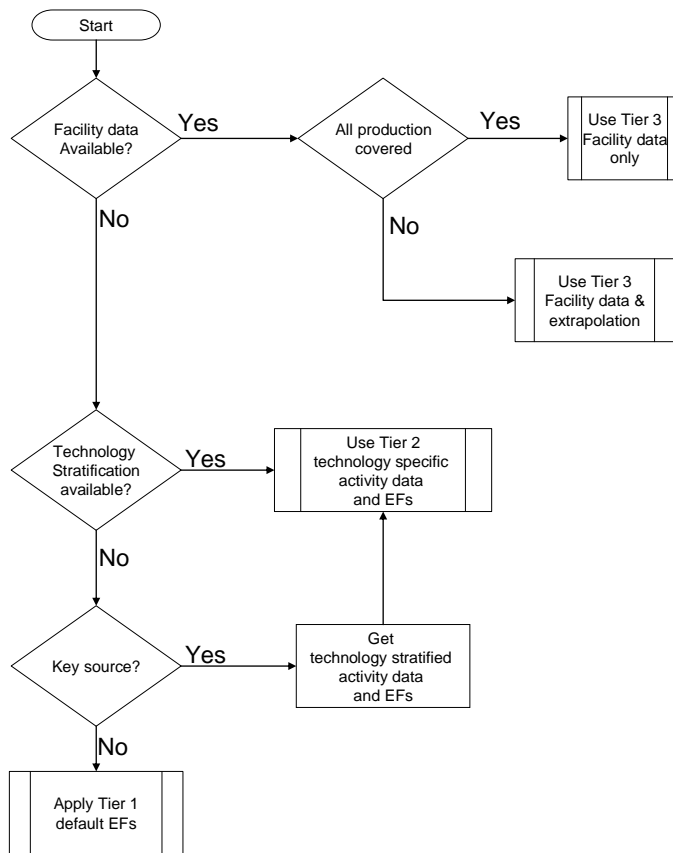 Start
Facility data
Available?
Yes
All production
covered
Yes
Use Tier 3
Facility data
only
No
No
Use Tier 3
Facility data &
extrapolation
Technology
Stratification
available?
Yes
Use Tier 2
technology specific
activity data
and EFs
No
Key source?
Yes
Get
technology stratified
activity data
and EFs
No
Apply Tier 1
default EFs